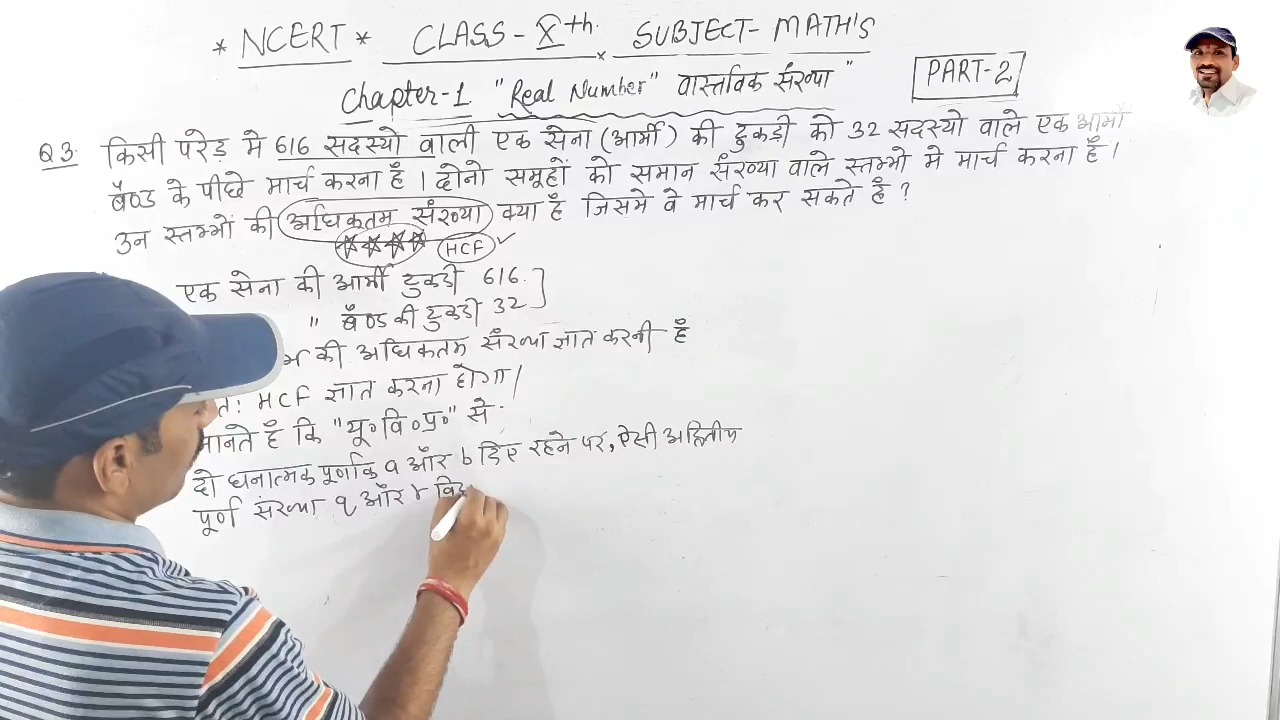 * NCERT * CLASS - Xth. SUBJECT - MATH'S
Chapter-1 "Real Number" वास्तविक संख्या"
PART-2
Q3 किसी परेड़ मे 616 सदस्यो वाली एक सेना (आर्मी) की टुकड़ी को 32 सदस्यो वाले एक आर्मी
बैंण्ड के पीछे मार्च करना हैं । दोनो समूहों को समान संख्या वाले स्तम्भो मे मार्च करना हैं ।
उन स्तम्भों की अधिकतम संख्या क्या हैं जिसमे वे मार्च कर सकते हैं ?
HCF ✓
एक सेना की आर्मी टुकडी 616
" बैंण्ड की टुकडी 32
की अधिकतम संख्या ज्ञात करनी हैं
त: HCF ज्ञात करना होगा/
मानते हैं कि "यू॰ वि॰ प्र॰" से
दो धनात्मक पूर्णांक a और b दिए रहने पर, ऐसी अद्वितीय
पूर्ण संख्या q और r